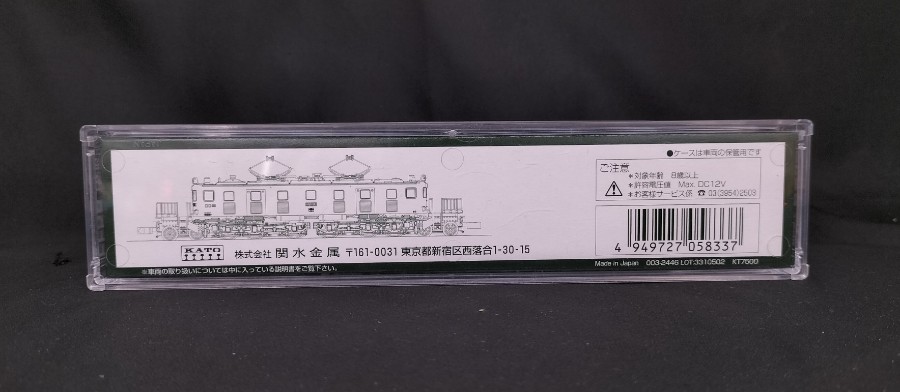 ●ケースは車両の保管用です
ご注意
*対象年齢 8歳以上
*許容電圧値 Max. DC12V
*お客様サービス係 ☎ 03(3954)2503
KATO
株式会社 関水金属 〒161-0031 東京都新宿区西落合1-30-15
4 949727 058337
※車両の取り扱いについては中に入っている説明書をご覧下さい。
Made in Japan 003-2446 LOT:3310502 KT7500